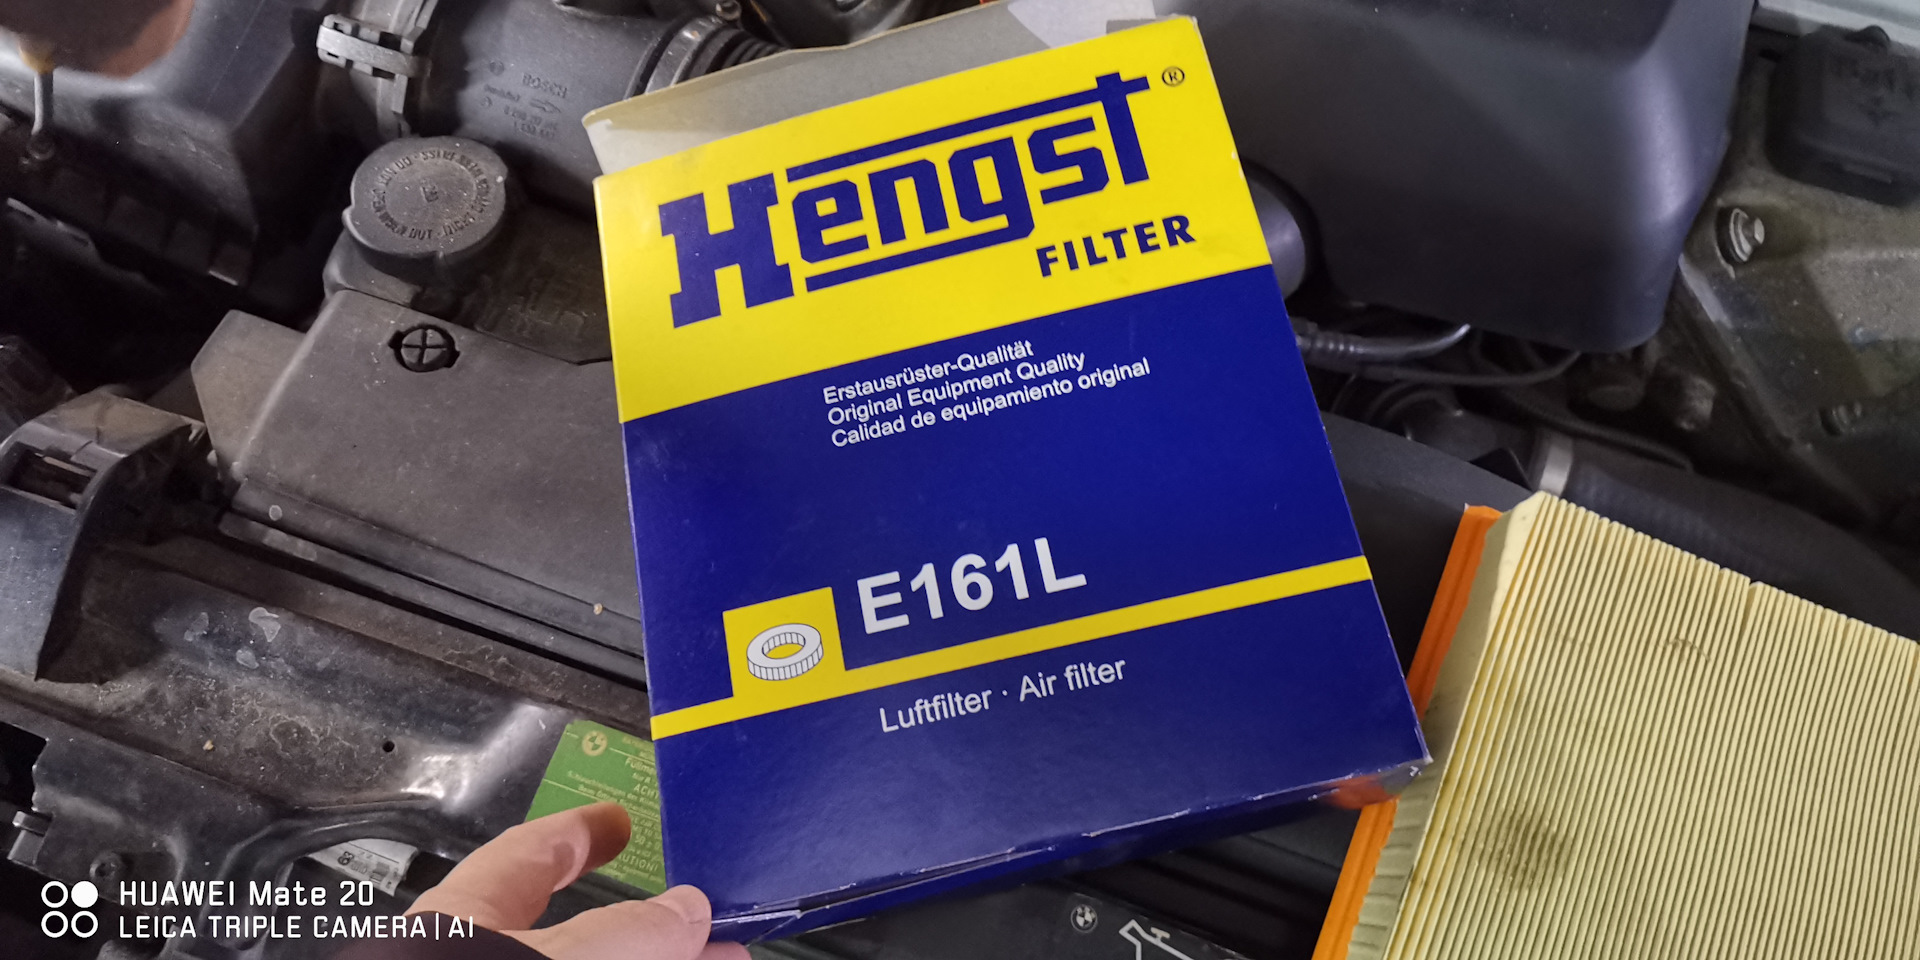 BOSCH
Hengst®
FILTER
Erstausrüster-Qualität
Original Equipment Quality
Calidad de equipamiento original
E161L
Luftfilter · Air filter
HUAWEI Mate 20
LEICA TRIPLE CAMERA | AI